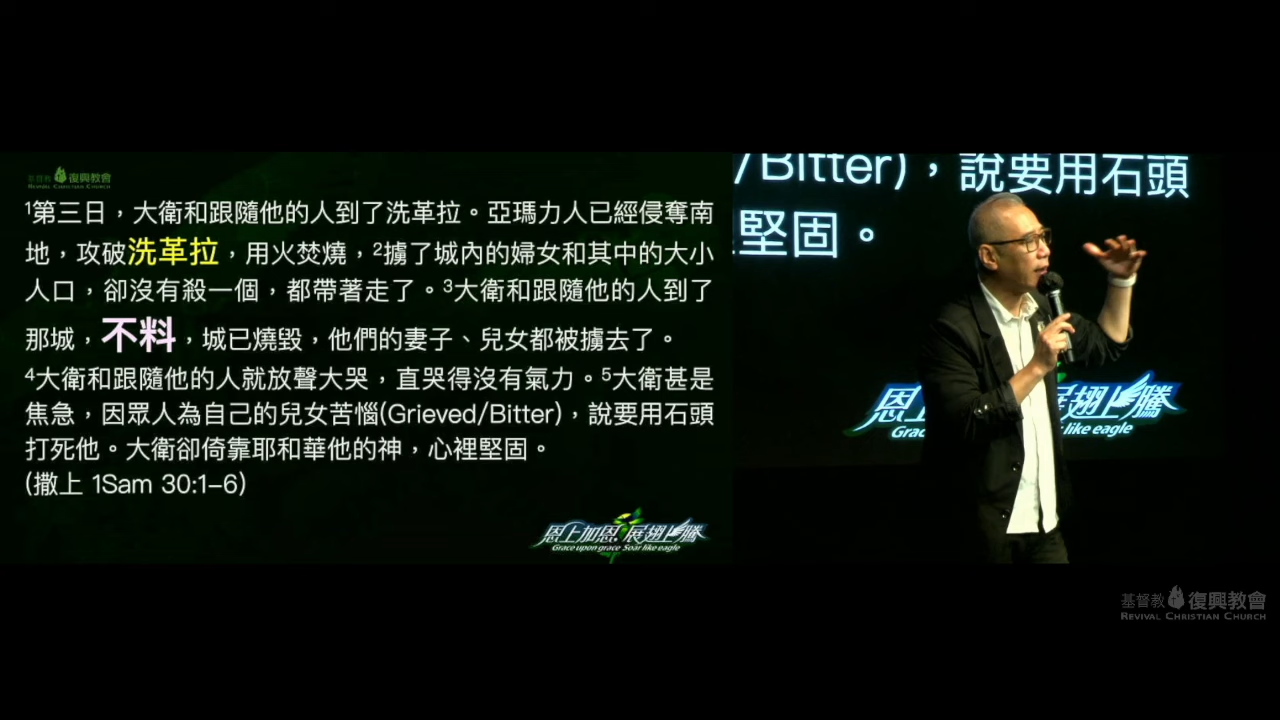 基督教 復興教會
REVIVAL CHRISTIAN CHURCH
1第三日，大衛和跟隨他的人到了洗革拉。亞瑪力人已經侵奪南
地，攻破洗革拉，用火焚燒，2擄了城內的婦女和其中的大小
人口，卻沒有殺一個，都帶著走了。3大衛和跟隨他的人到了
那城，不料，城已燒毀，他們的妻子、兒女都被擄去了。
4大衛和跟隨他的人就放聲大哭，直哭得沒有氣力。5大衛甚是
焦急，因眾人為自己的兒女苦惱(Grieved/Bitter)，說要用石頭
打死他。大衛卻倚靠耶和華他的神，心裡堅固。
(撒上 1Sam 30:1-6)
恩上加恩 展翅上騰
Grace upon grace Soar like eagle
/Bitter)，說要用石頭
堅固。
恩上 展翅上騰
Grac like eagle
基督教 復興教會
REVIVAL CHRISTIAN CHURCH